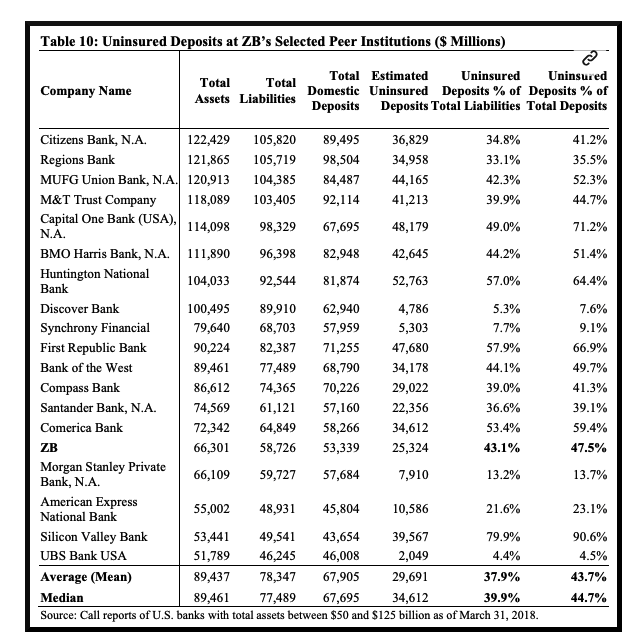 Table 10: Uninsured Deposits at ZB's Selected Peer Institutions ($ Millions)
Company Name Total Assets Total Liabilities Total Domestic Deposits Estimated Uninsured Deposits Uninsured Deposits % of Total Liabilities Uninsured Deposits % of Total Deposits
Citizens Bank, N.A. 122,429 105,820 89,495 36,829 34.8% 41.2%
Regions Bank 121,865 105,719 98,504 34,958 33.1% 35.5%
MUFG Union Bank, N.A. 120,913 104,385 84,487 44,165 42.3% 52.3%
M&T Trust Company 118,089 103,405 92,114 41,213 39.9% 44.7%
Capital One Bank (USA), N.A. 114,098 98,329 67,695 48,179 49.0% 71.2%
BMO Harris Bank, N.A. 111,890 96,398 82,948 42,645 44.2% 51.4%
Huntington National Bank 104,033 92,544 81,874 52,763 57.0% 64.4%
Discover Bank 100,495 89,910 62,940 4,786 5.3% 7.6%
Synchrony Financial 79,640 68,703 57,959 5,303 7.7% 9.1%
First Republic Bank 90,224 82,387 71,255 47,680 57.9% 66.9%
Bank of the West 89,461 77,489 68,790 34,178 44.1% 49.7%
Compass Bank 86,612 74,365 70,226 29,022 39.0% 41.3%
Santander Bank, N.A. 74,569 61,121 57,160 22,356 36.6% 39.1%
Comerica Bank 72,342 64,849 58,266 34,612 53.4% 59.4%
ZB 66,301 58,726 53,339 25,324 43.1% 47.5%
Morgan Stanley Private Bank, N.A. 66,109 59,727 57,684 7,910 13.2% 13.7%
American Express National Bank 55,002 48,931 45,804 10,586 21.6% 23.1%
Silicon Valley Bank 53,441 49,541 43,654 39,567 79.9% 90.6%
UBS Bank USA 51,789 46,245 46,008 2,049 4.4% 4.5%
Average (Mean) 89,437 78,347 67,905 29,691 37.9% 43.7%
Median 89,461 77,489 67,695 34,612 39.9% 44.7%
Source: Call reports of U.S. banks with total assets between $50 and $125 billion as of March 31, 2018.